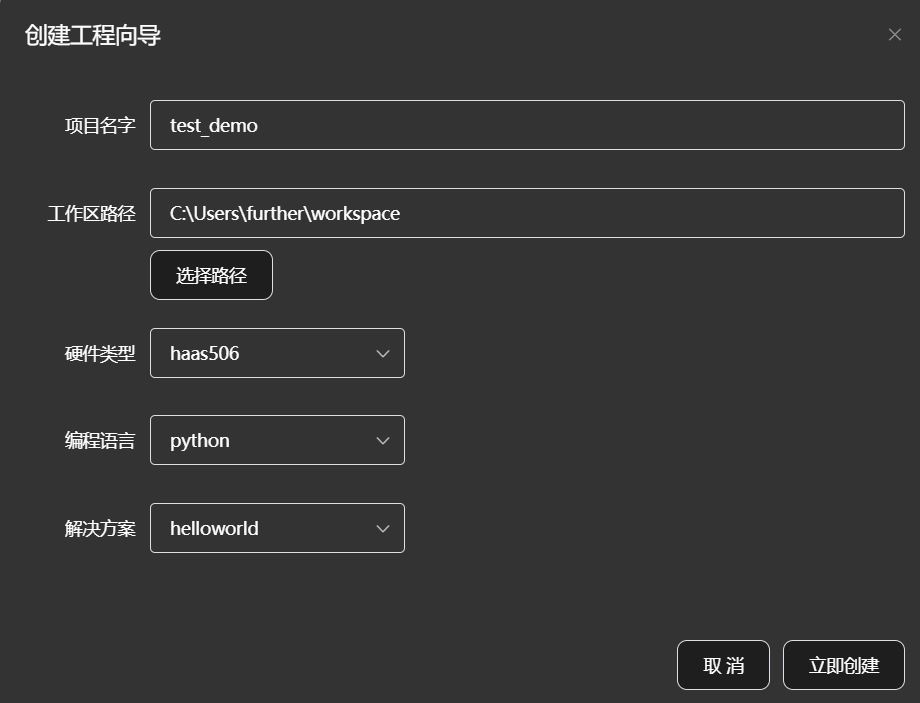 创建工程向导
项目名字 test_demo
工作区路径 C:\Users\further\workspace
选择路径
硬件类型 haas506
编程语言 python
解决方案 helloworld
取 消 立即创建